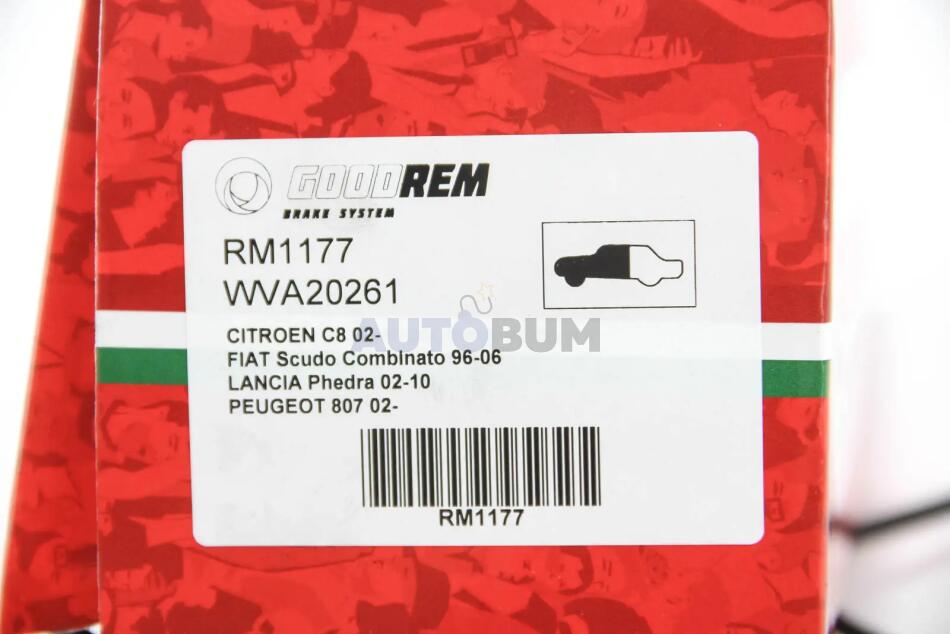 GOODREM
BRAKE SYSTEM
RM1177
WVA20261
AUTOBUM
CITROEN C8 02-
FIAT Scudo Combinato 96-06
LANCIA Phedra 02-10
PEUGEOT 807 02-
RM1177